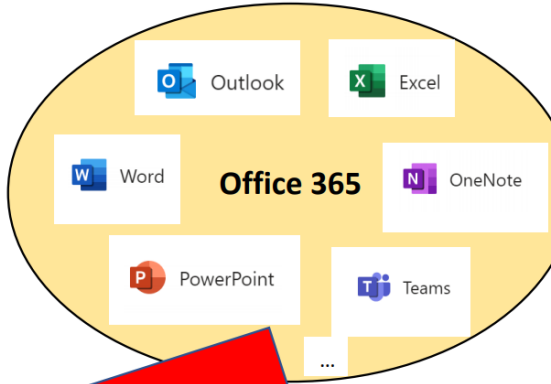 Outlook
Excel
Word
Office 365
OneNote
PowerPoint
Teams
...